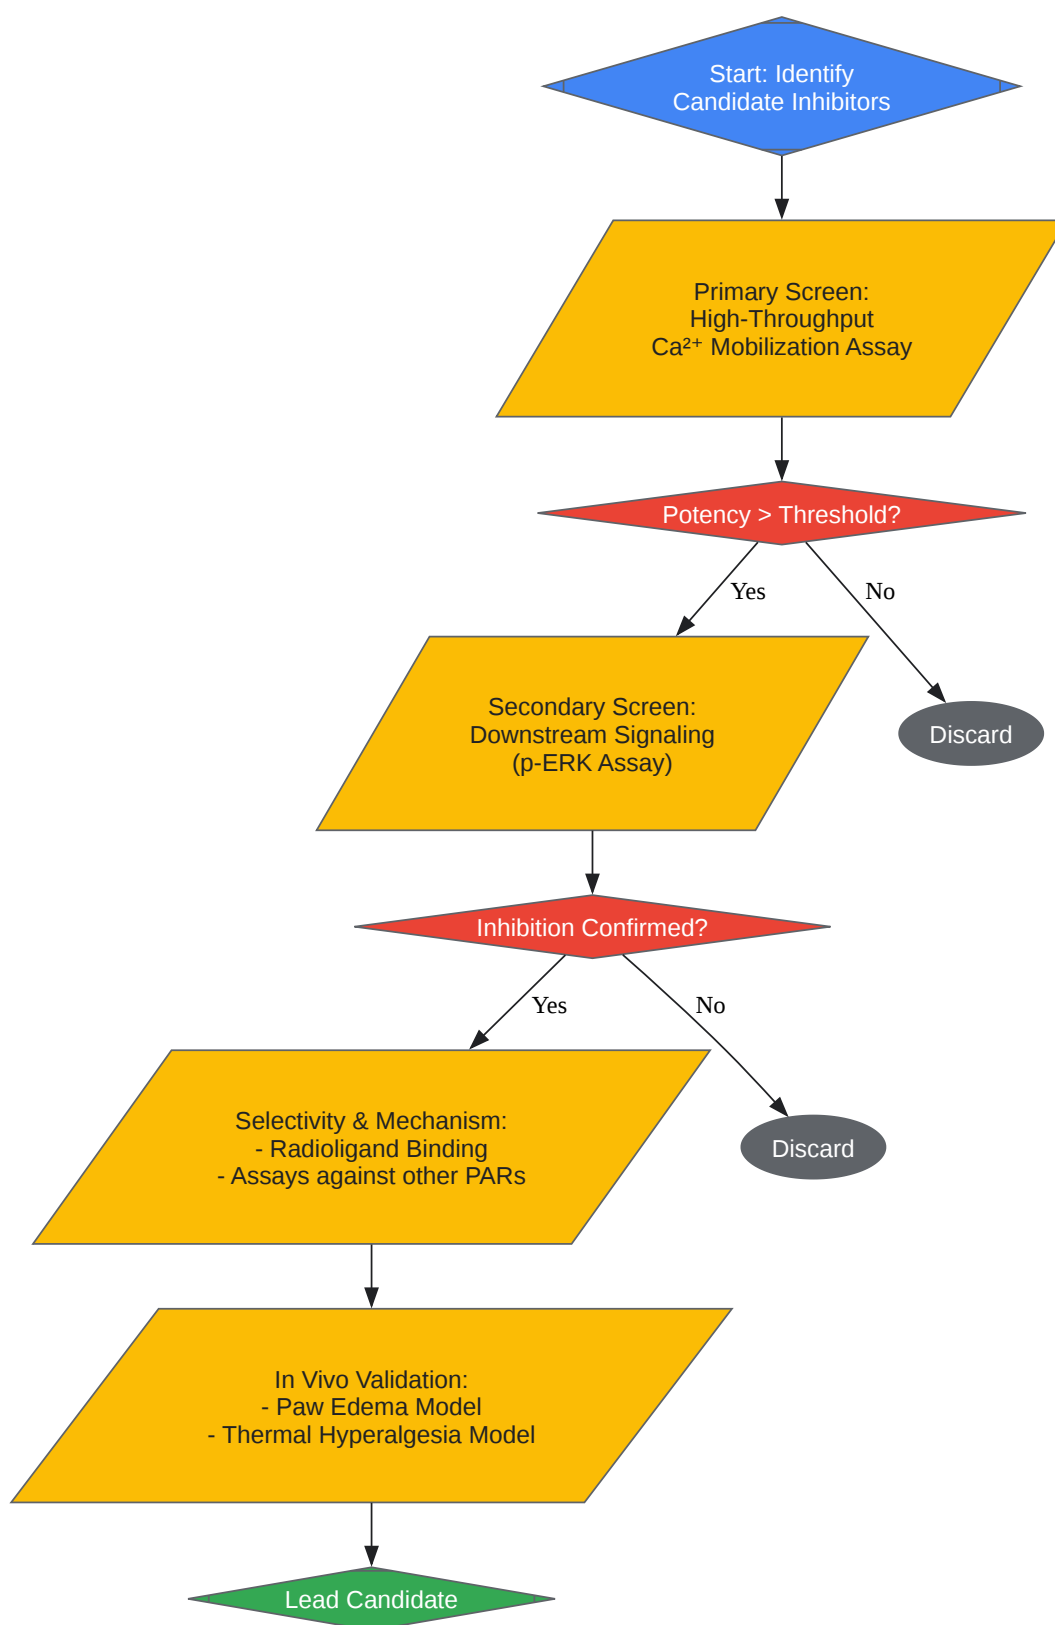 Start: Identify
Candidate Inhibitors
Primary Screen:
High-Throughput
Ca²⁺ Mobilization Assay
Potency > Threshold?
Yes
No
Secondary Screen:
Downstream Signaling
(p-ERK Assay)
Discard
Inhibition Confirmed?
Yes
No
Selectivity & Mechanism:
- Radioligand Binding
- Assays against other PARs
Discard
In Vivo Validation:
- Paw Edema Model
- Thermal Hyperalgesia Model
Lead Candidate